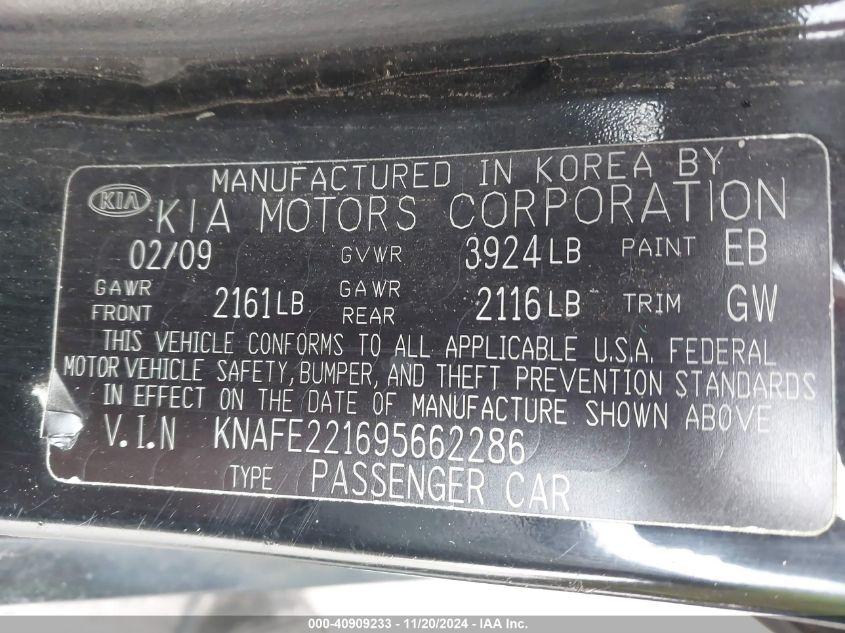 MANUFACTURED IN KOREA BY
KIA KIA MOTORS CORPORATION
02/09 GVWR 3924LB PAINT EB
GAWR FRONT 2161LB GAWR REAR 2116LB TRIM GW
THIS VEHICLE CONFORMS TO ALL APPLICABLE U.S.A. FEDERAL
MOTOR VEHICLE SAFETY, BUMPER, AND THEFT PREVENTION STANDARDS
IN EFFECT ON THE DATE OF MANUFACTURE SHOWN ABOVE
V.I.N KNAFE221695662286
TYPE PASSENGER CAR
000-40909233 - 11/20/2024 - IAA Inc.